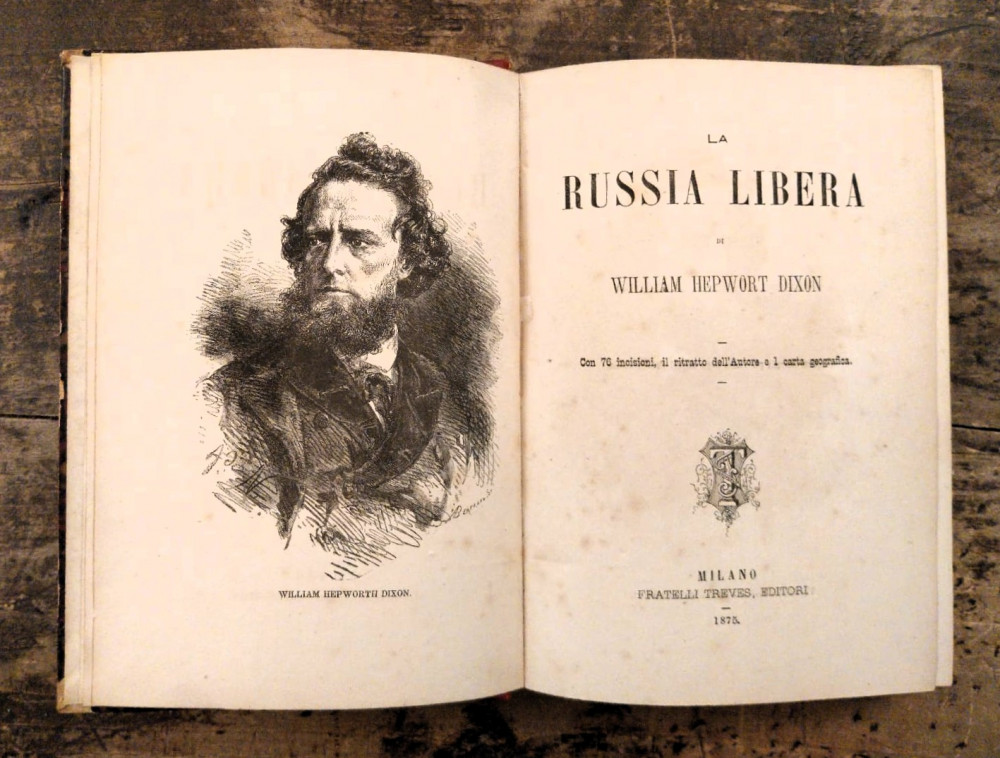 WILLIAM HEPWORTH DIXON.
LA
RUSSIA LIBERA
DI
WILLIAM HEPWORT DIXON
Con 76 incisioni, il ritratto dell'Autore e 1 carta geografica.
MILANO
FRATELLI TREVES, EDITORI
1875.